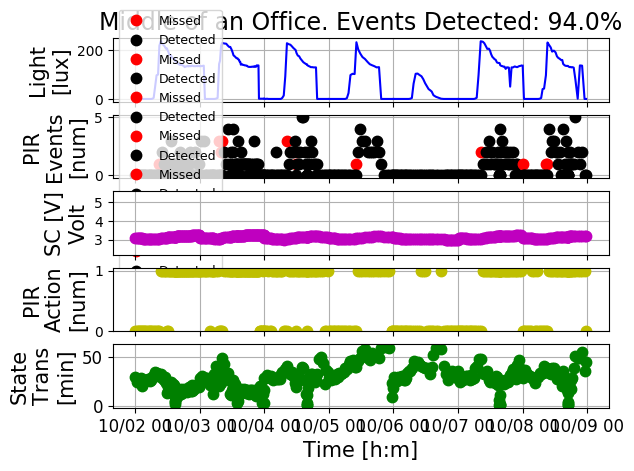 Middle of an Office. Events Detected: 94.0%
Missed
Detected
Missed
Detected
Missed
Detected
Missed
Detected
Missed
Detected
Light
[lux]
200
0
PIR
Events
[num]
5
0
SC [V]
Volt
5
4
3
PIR
Action
[num]
1
0
State
Trans
[min]
50
0
10/02 00 10/03 00 10/04 00 10/05 00 10/06 00 10/07 00 10/08 00 10/09 00
Time [h:m]